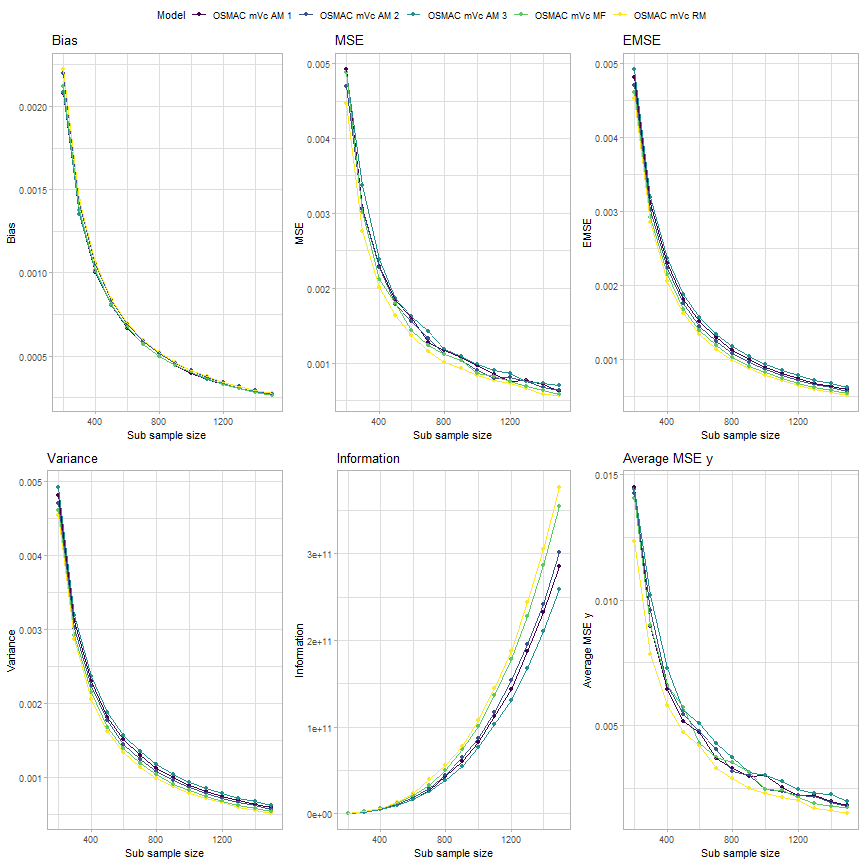 Model OSMAC mVc AM 1 OSMAC mVc AM 2 OSMAC mVc AM 3 OSMAC mVc MF OSMAC mVc RM
Bias
0.0020
0.0015
0.0010
0.0005
Bias
400 800 1200
Sub sample size
MSE
0.005
0.004
0.003
0.002
0.001
MSE
400 800 1200
Sub sample size
EMSE
0.005
0.003
0.002
0.001
EMSE
400 800 1200
Sub sample size
Variance
0.005
0.004
0.003
0.002
0.001
Variance
400 800 1200
Sub sample size
Information
3e+11
2e+11
1e+11
0e+00
Information
400 800 1200
Sub sample size
Average MSE y
0.015
0.010
0.005
Average MSE y
400 800 1200
Sub sample size